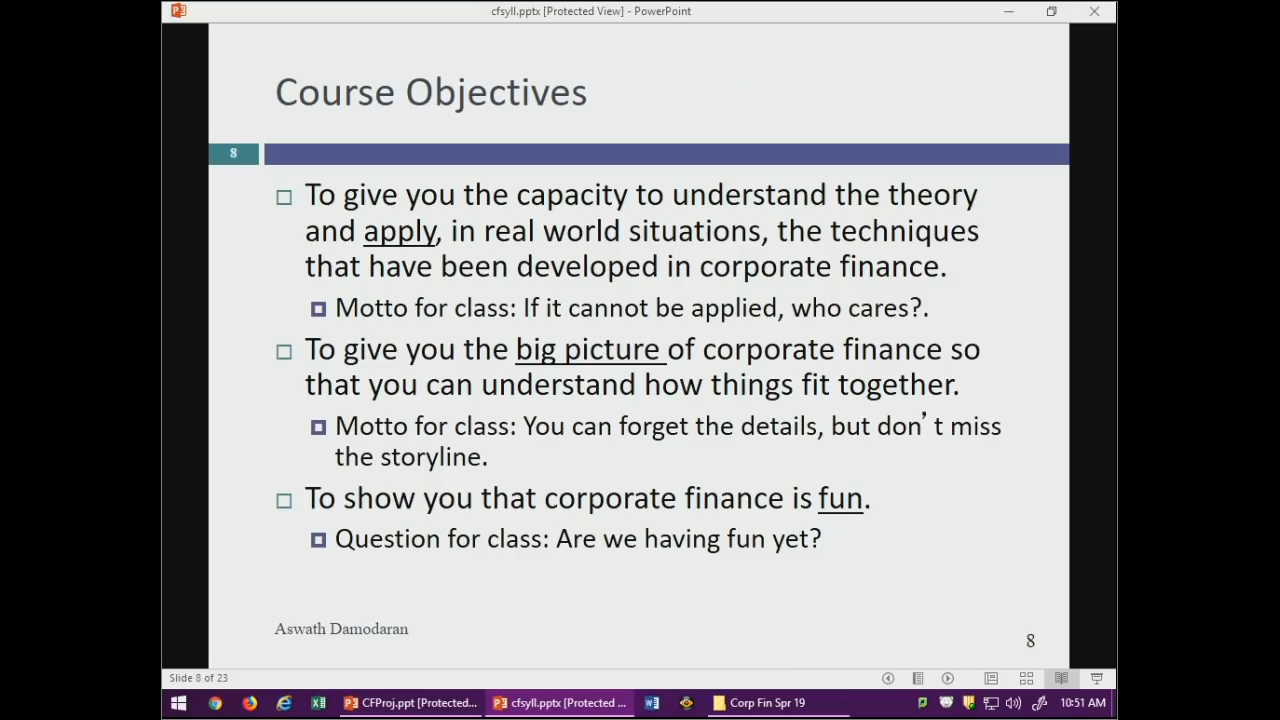 cfsyll.pptx [Protected View] - PowerPoint
Course Objectives
8
To give you the capacity to understand the theory
and apply, in real world situations, the techniques
that have been developed in corporate finance.
Motto for class: If it cannot be applied, who cares?.
To give you the big picture of corporate finance so
that you can understand how things fit together.
Motto for class: You can forget the details, but don’ t miss
the storyline.
To show you that corporate finance is fun.
Question for class: Are we having fun yet?
Aswath Damodaran
8
Slide 8 of 23
CFProj.ppt [Protected... cfsyll.pptx [Protected ... Corp Fin Spr 19 10:51 AM